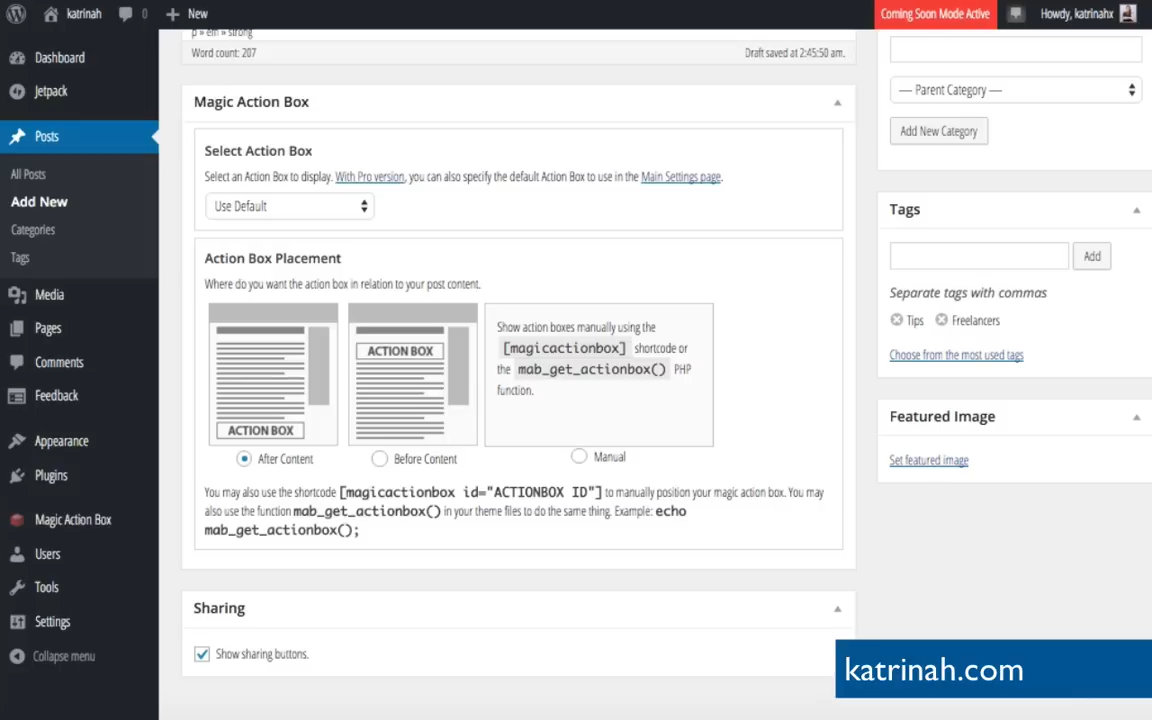 katrinah
0
New
Coming Soon Mode Active
Howdy, katrinahx
Dashboard
Jetpack
Posts
All Posts
Add New
Categories
Tags
Media
Pages
Comments
Feedback
Appearance
Plugins
Magic Action Box
Users
Tools
Settings
Collapse menu
p » em » strong
Word count: 207
Draft saved at 2:45:50 am.
Magic Action Box
Select Action Box
Select an Action Box to display. With Pro version, you can also specify the default Action Box to use in the Main Settings page.
Use Default
Action Box Placement
Where do you want the action box in relation to your post content.
ACTION BOX
ACTION BOX
Show action boxes manually using the
[magicactionbox] shortcode or
the mab_get_actionbox() PHP
function.
After Content
Before Content
Manual
You may also use the shortcode [magicactionbox id="ACTIONBOX ID"] to manually position your magic action box. You may
also use the function mab_get_actionbox() in your theme files to do the same thing. Example: echo
mab_get_actionbox();
Sharing
Show sharing buttons.
— Parent Category —
Add New Category
Tags
Add
Separate tags with commas
Tips
Freelancers
Choose from the most used tags
Featured Image
Set featured image
katrinah.com